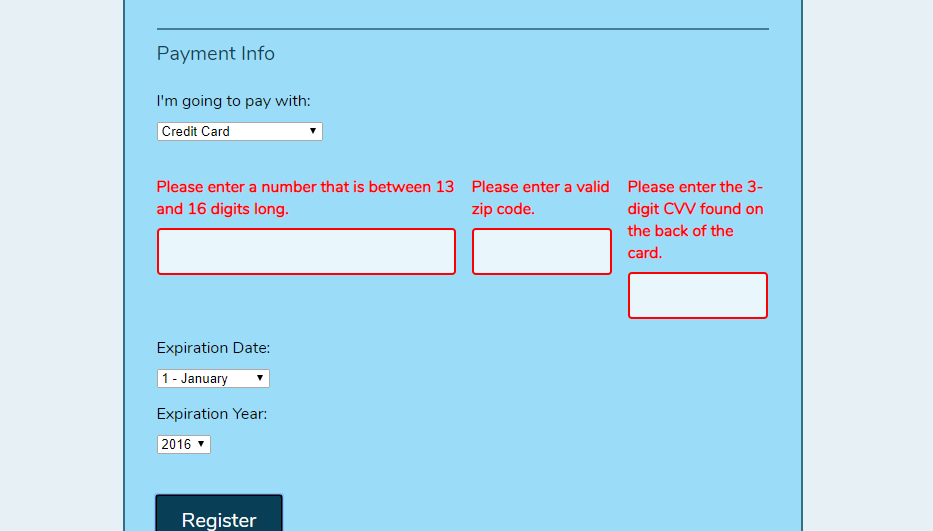 Payment Info
I'm going to pay with:
Credit Card
Please enter a number that is between 13
and 16 digits long.
Please enter a valid
zip code.
Please enter the 3-
digit CVV found on
the back of the
card.
Expiration Date:
1 - January
Expiration Year:
2016
Register